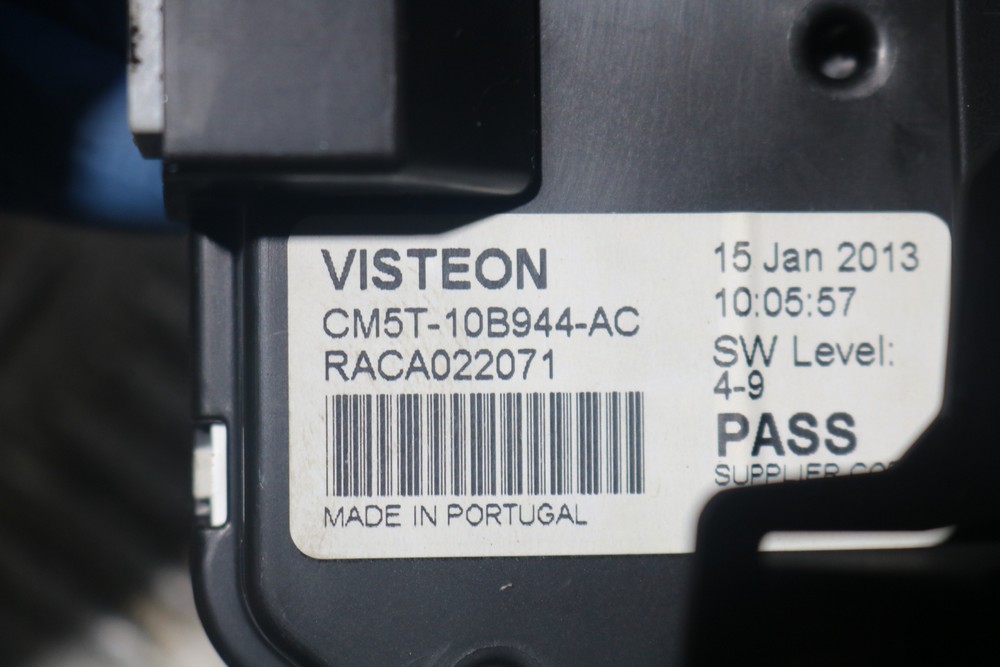 VISTEON
CM5T-10B944-AC
RACA022071
MADE IN PORTUGAL
15 Jan 2013
10:05:57
SW Level:
4-9
PASS
SUPPLIER